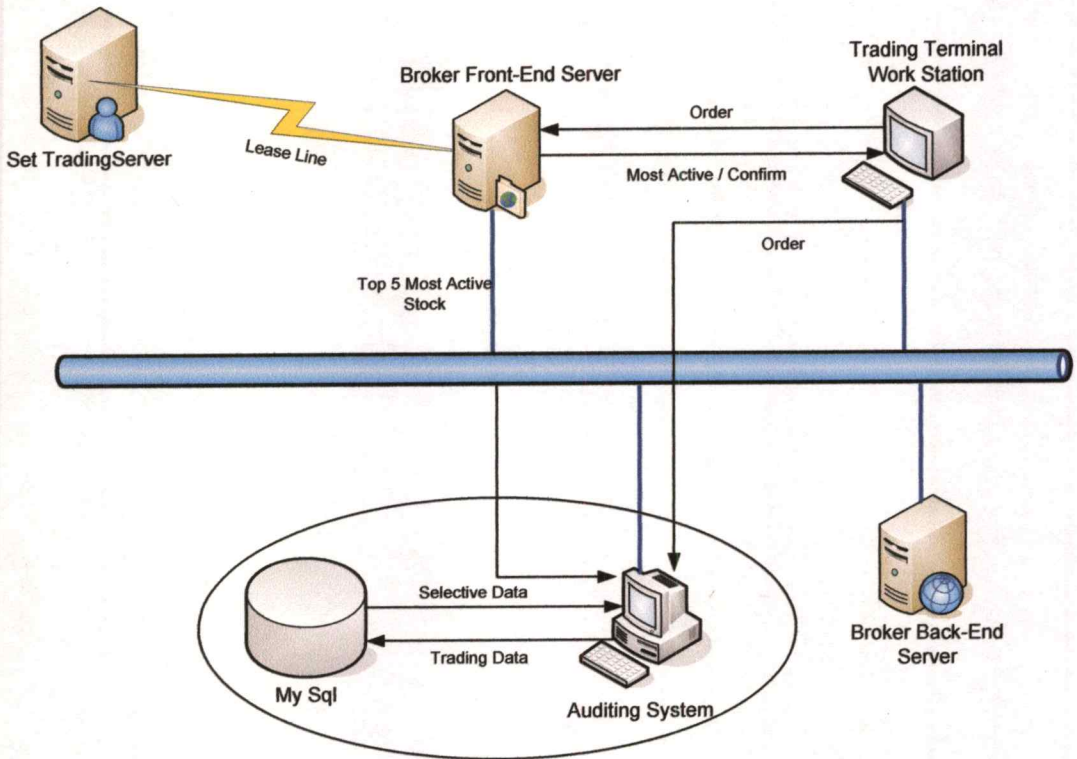 Trading Terminal
Work Station
Broker Front-End Server
Order
Set TradingServer
Lease Line
Most Active / Confirm
Order
Top 5 Most Active
Stock
Selective Data
Trading Data
My Sql
Auditing System
Broker Back-End
Server